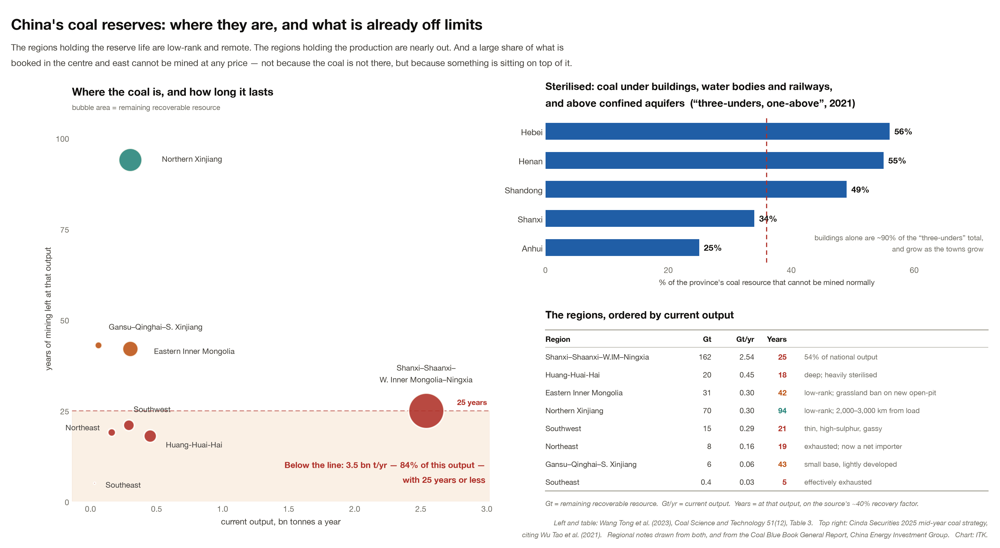 China's coal reserves: where they are, and what is already off limits
The regions holding the reserve life are low-rank and remote. The regions holding the production are nearly out. And a large share of what is
booked in the centre and east cannot be mined at any price — not because the coal is not there, but because something is sitting on top of it.
Where the coal is, and how long it lasts
bubble area = remaining recoverable resource
100
75
50
25
0
years of mining left at that output
Northern Xinjiang
Gansu–Qinghai–S. Xinjiang
Eastern Inner Mongolia
Shanxi–Shaanxi–
W. Inner Mongolia–Ningxia
25 years
Southwest
Northeast
Huang-Huai-Hai
Below the line: 3.5 bn t/yr — 84% of this output —
with 25 years or less
Southeast
0.0 0.5 1.0 1.5 2.0 2.5 3.0
current output, bn tonnes a year
Sterilised: coal under buildings, water bodies and railways,
and above confined aquifers (“three-unders, one-above”, 2021)
Hebei 56%
Henan 55%
Shandong 49%
Shanxi 34%
Anhui 25%
buildings alone are ~90% of the “three-unders” total,
and grow as the towns grow
0 20 40 60
% of the province's coal resource that cannot be mined normally
The regions, ordered by current output
Region Gt Gt/yr Years
Shanxi–Shaanxi–W.IM–Ningxia 162 2.54 25 54% of national output
Huang-Huai-Hai 20 0.45 18 deep; heavily sterilised
Eastern Inner Mongolia 31 0.30 42 low-rank; grassland ban on new open-pit
Northern Xinjiang 70 0.30 94 low-rank; 2,000–3,000 km from load
Southwest 15 0.29 21 thin, high-sulphur, gassy
Northeast 8 0.16 19 exhausted; now a net importer
Gansu–Qinghai–S. Xinjiang 6 0.06 43 small base, lightly developed
Southeast 0.4 0.03 5 effectively exhausted
Gt = remaining recoverable resource. Gt/yr = current output. Years = at that output, on the source's ~40% recovery factor.
Left and table: Wang Tong et al. (2023), Coal Science and Technology 51(12), Table 3. Top right: Cinda Securities 2025 mid-year coal strategy,
citing Wu Tao et al. (2021). Regional notes drawn from both, and from the Coal Blue Book General Report, China Energy Investment Group. Chart: ITK.